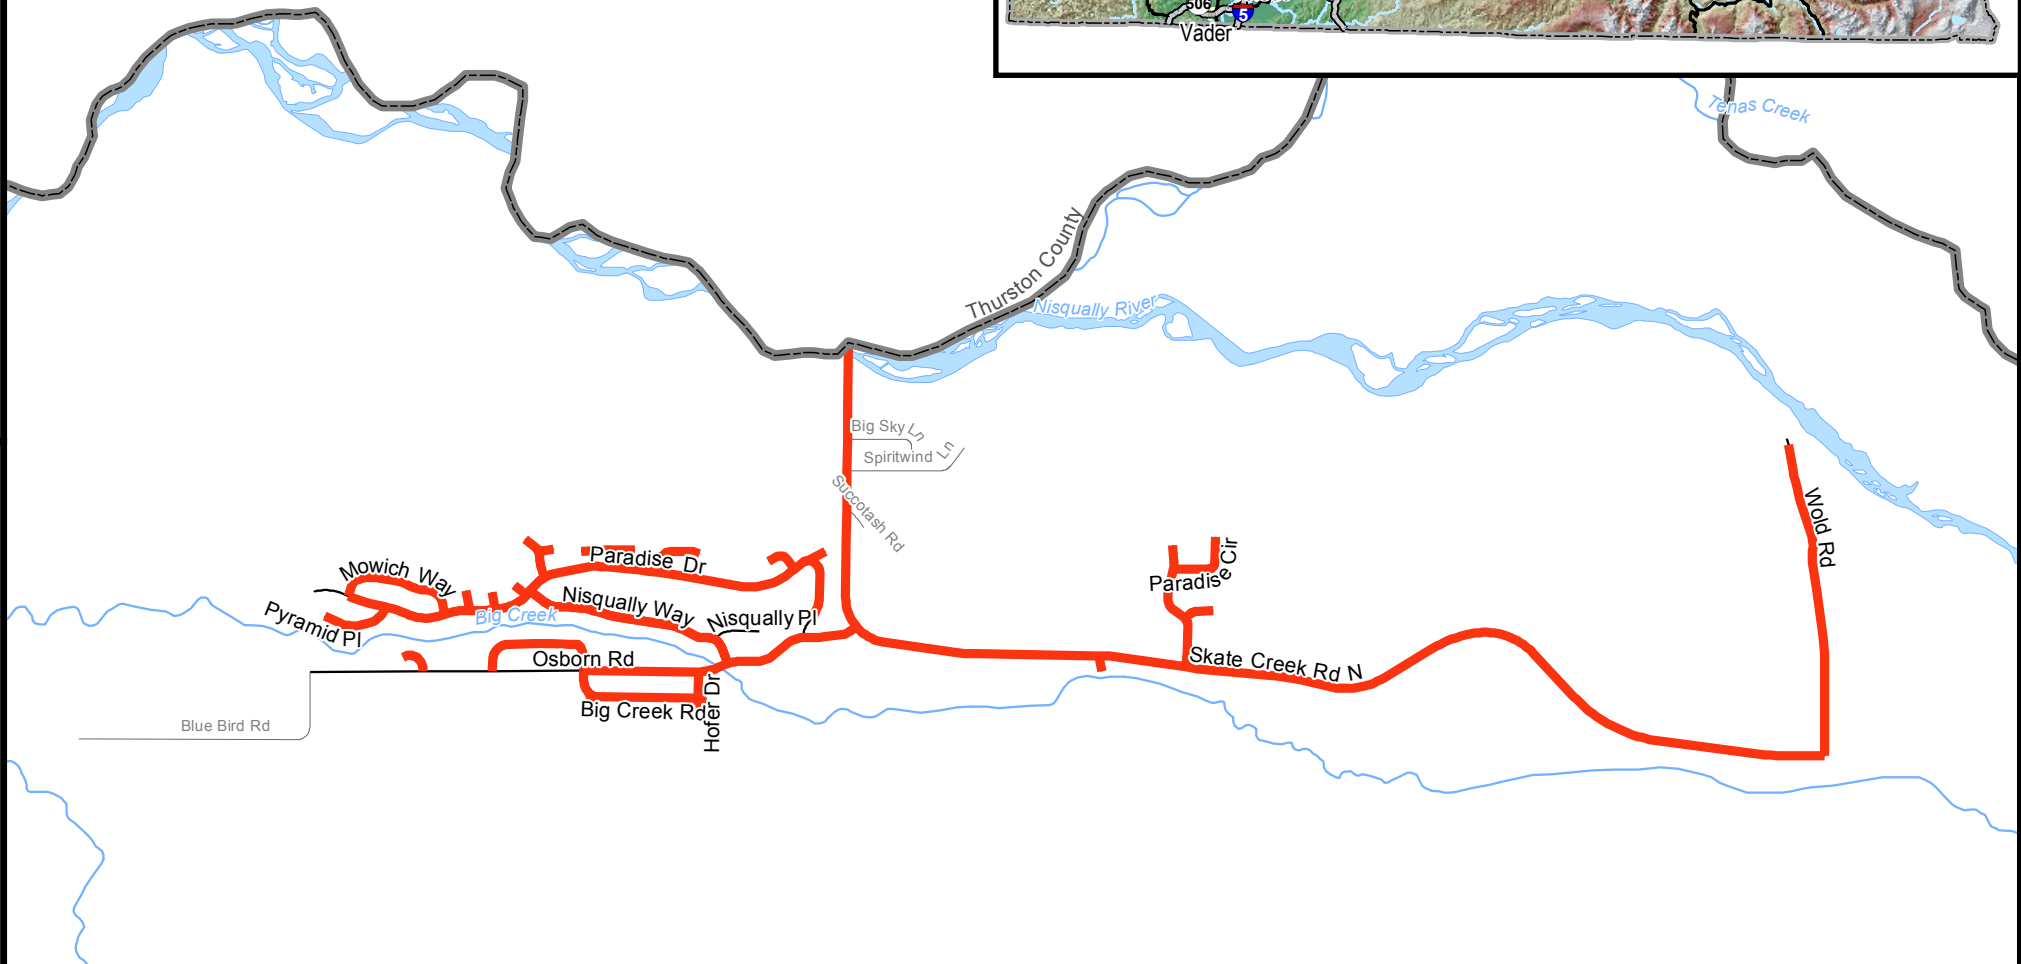 506
5
Vader
Tenas Creek
Thurston County
Nisqually River
Big Sky Ln
Spiritwind Ln
Succotash Rd
Wold Rd
Paradise Dr
Mowich Way
Paradise Cir
Nisqually Way
Pyramid Pl
Big Creek
Nisqually Pl
Osborn Rd
Skate Creek Rd N
Big Creek Rd
Hofer Dr
Blue Bird Rd